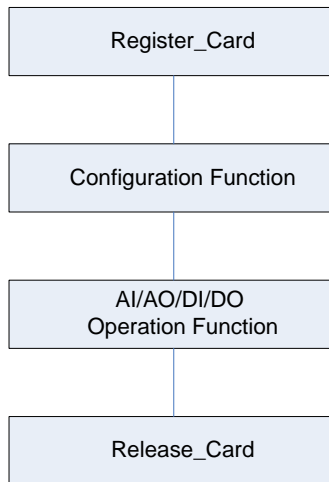 Register_Card
Configuration Function
AI/AO/DI/DO
Operation Function
Release_Card